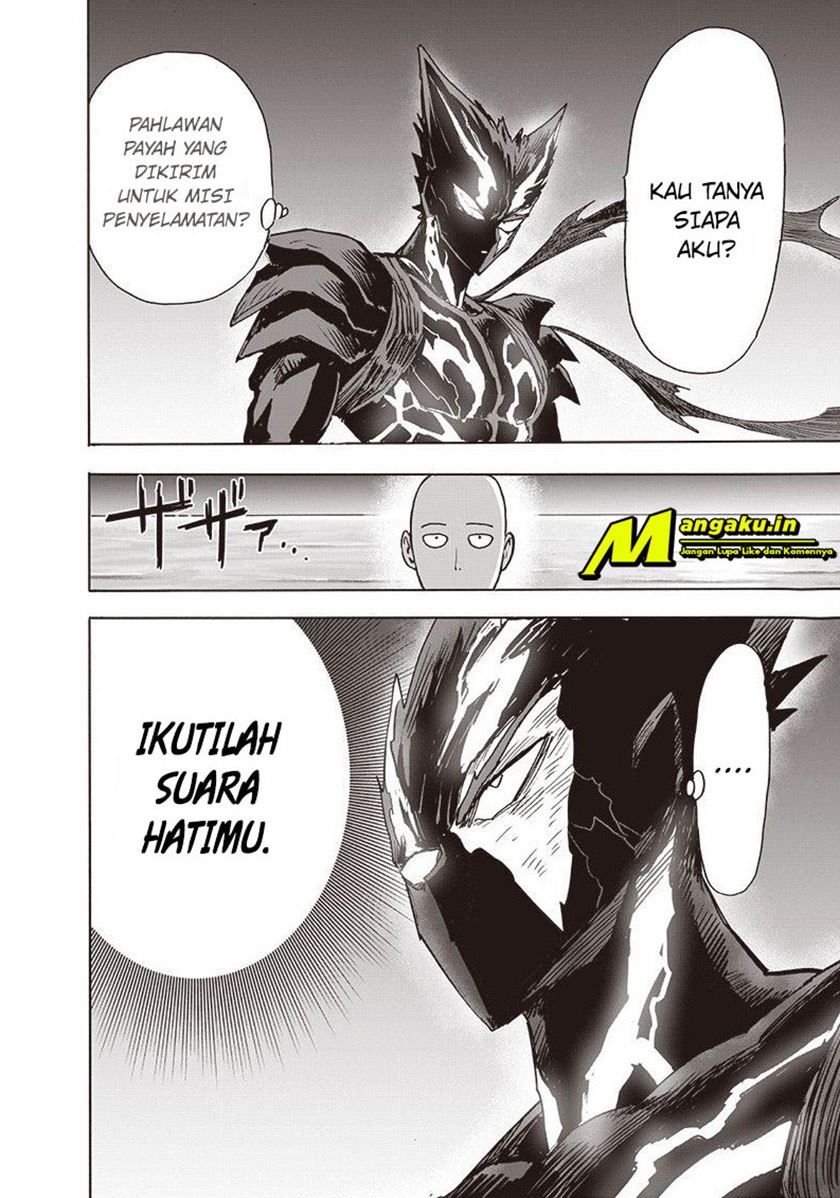 KAU TANYA
SIAPA
AKU?
PAHLAWAN
PAYAH YANG
DIKIRIM
UNTUK MISI
PENYELAMATAN?
ザザァ...
Mangaku.in
Jangan Lupa Like dan Komennya
....
IKUTILAH
SUARA
HATIMU.